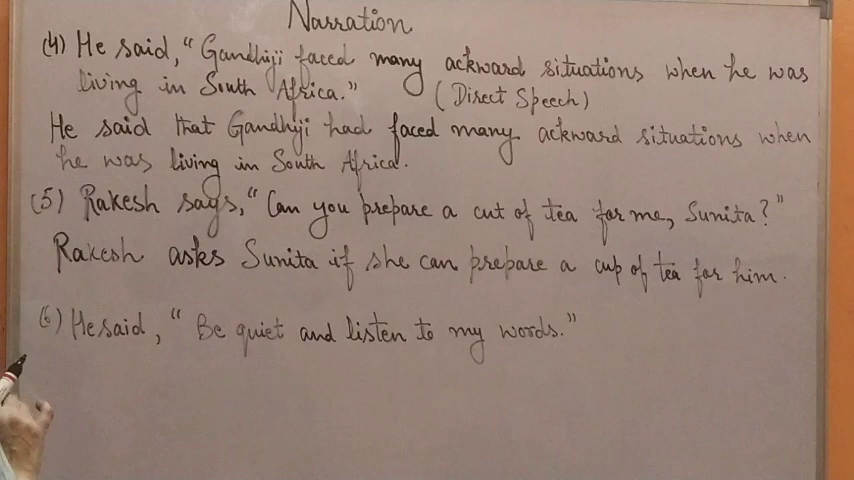 Narration
(4) He said, "Gandhiji faced many ackward situations when he was
living in South Africa." (Direct Speech)
He said that Gandhiji had faced many ackward situations when
he was living in South Africa.
(5) Rakesh says, "Can you prepare a cut of tea for me, Sunita?"
Rakesh asks Sunita if she can prepare a cup of tea for him.
(6) He said, "Be quiet and listen to my words."